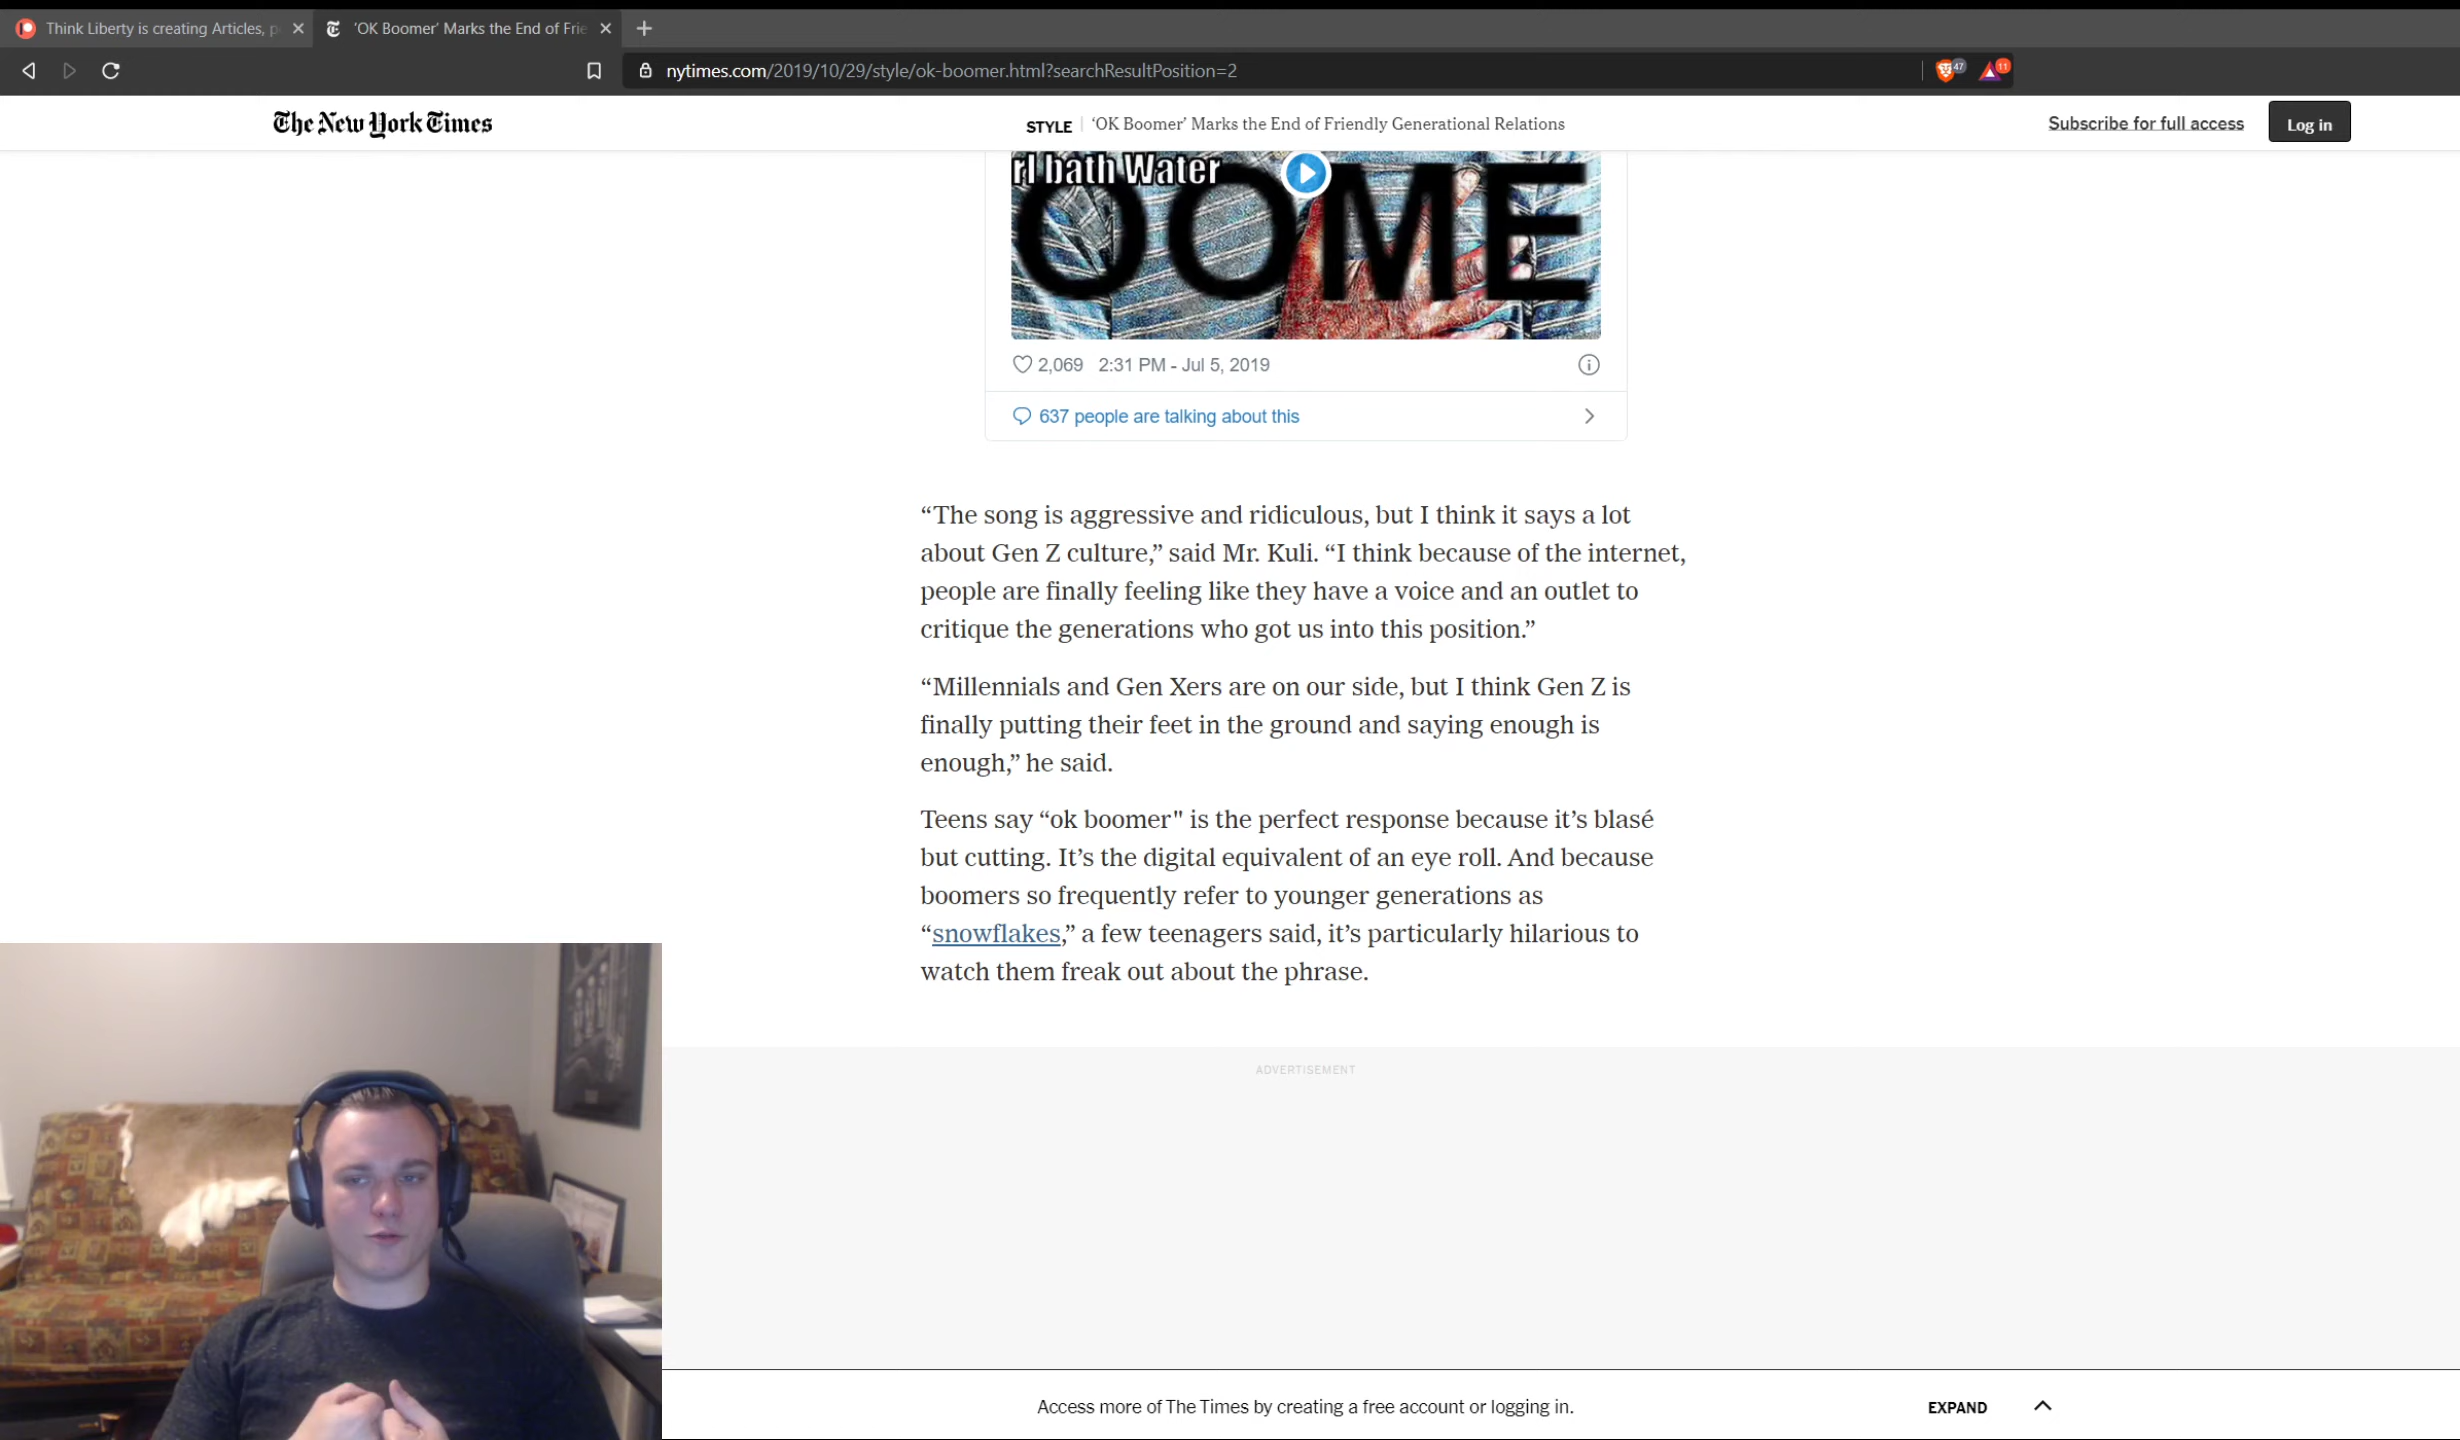 Think Liberty is creating Articles, p
'OK Boomer' Marks the End of Frie
nytimes.com/2019/10/29/style/ok-boomer.html?searchResultPosition=2
47
11
The New York Times
STYLE | 'OK Boomer' Marks the End of Friendly Generational Relations
Subscribe for full access
Log in
rl bath Water
OOME
2,069 2:31 PM - Jul 5, 2019
637 people are talking about this
“The song is aggressive and ridiculous, but I think it says a lot
about Gen Z culture,” said Mr. Kuli. “I think because of the internet,
people are finally feeling like they have a voice and an outlet to
critique the generations who got us into this position.”
“Millennials and Gen Xers are on our side, but I think Gen Z is
finally putting their feet in the ground and saying enough is
enough,” he said.
Teens say “ok boomer" is the perfect response because it’s blasé
but cutting. It’s the digital equivalent of an eye roll. And because
boomers so frequently refer to younger generations as
“snowflakes,” a few teenagers said, it’s particularly hilarious to
watch them freak out about the phrase.
ADVERTISEMENT
Access more of The Times by creating a free account or logging in.
EXPAND